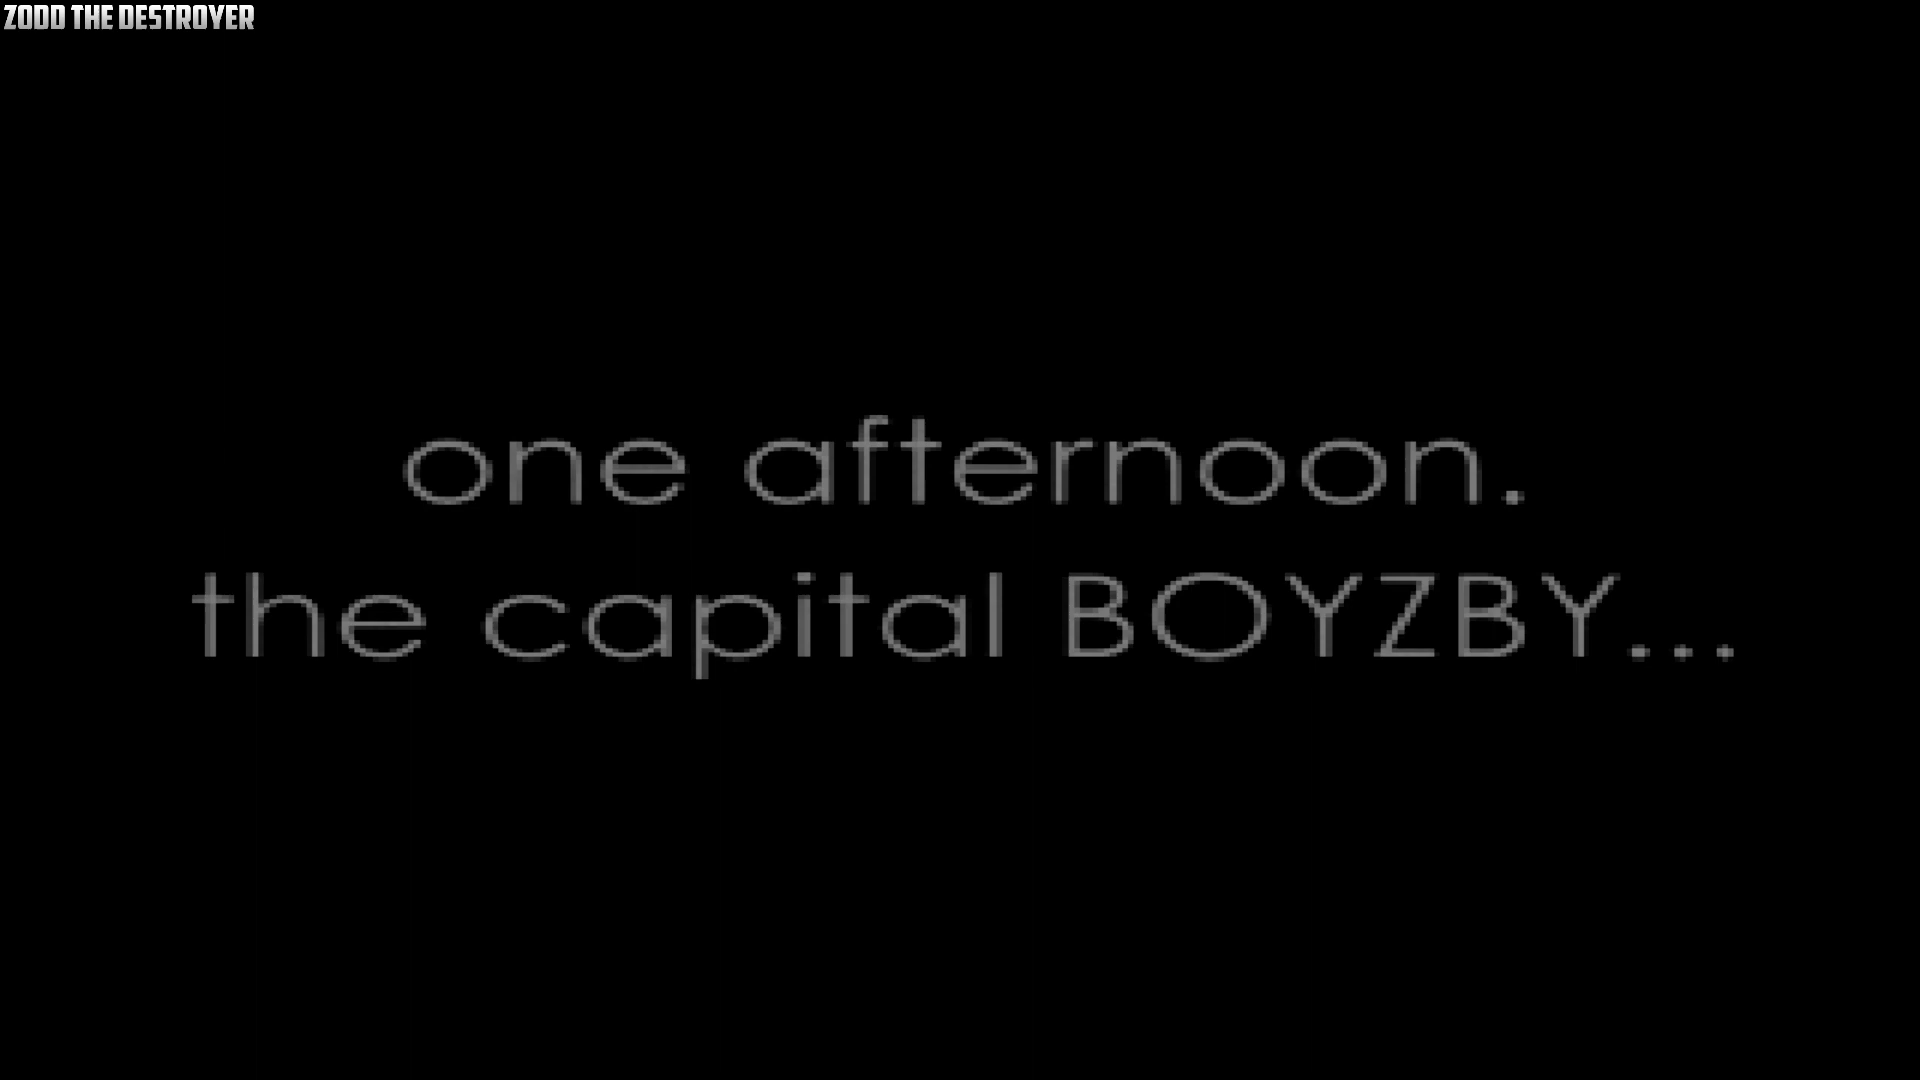 ZODD THE DESTROYER
one afternoon.
the capital BOYZBY...